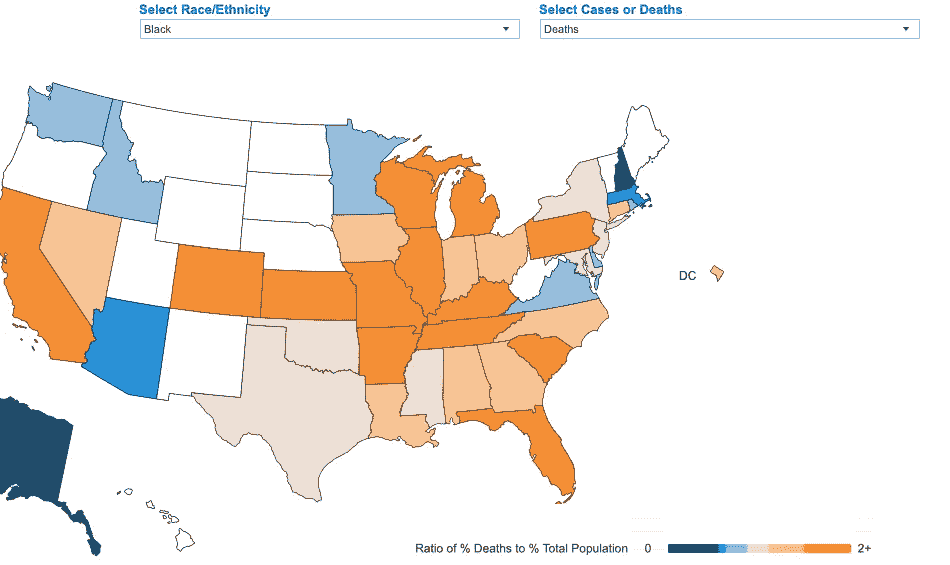 Select Race/Ethnicity
Select Cases or Deaths
Black
Deaths
DC
Ratio of % Deaths to % Total Population 0 2+